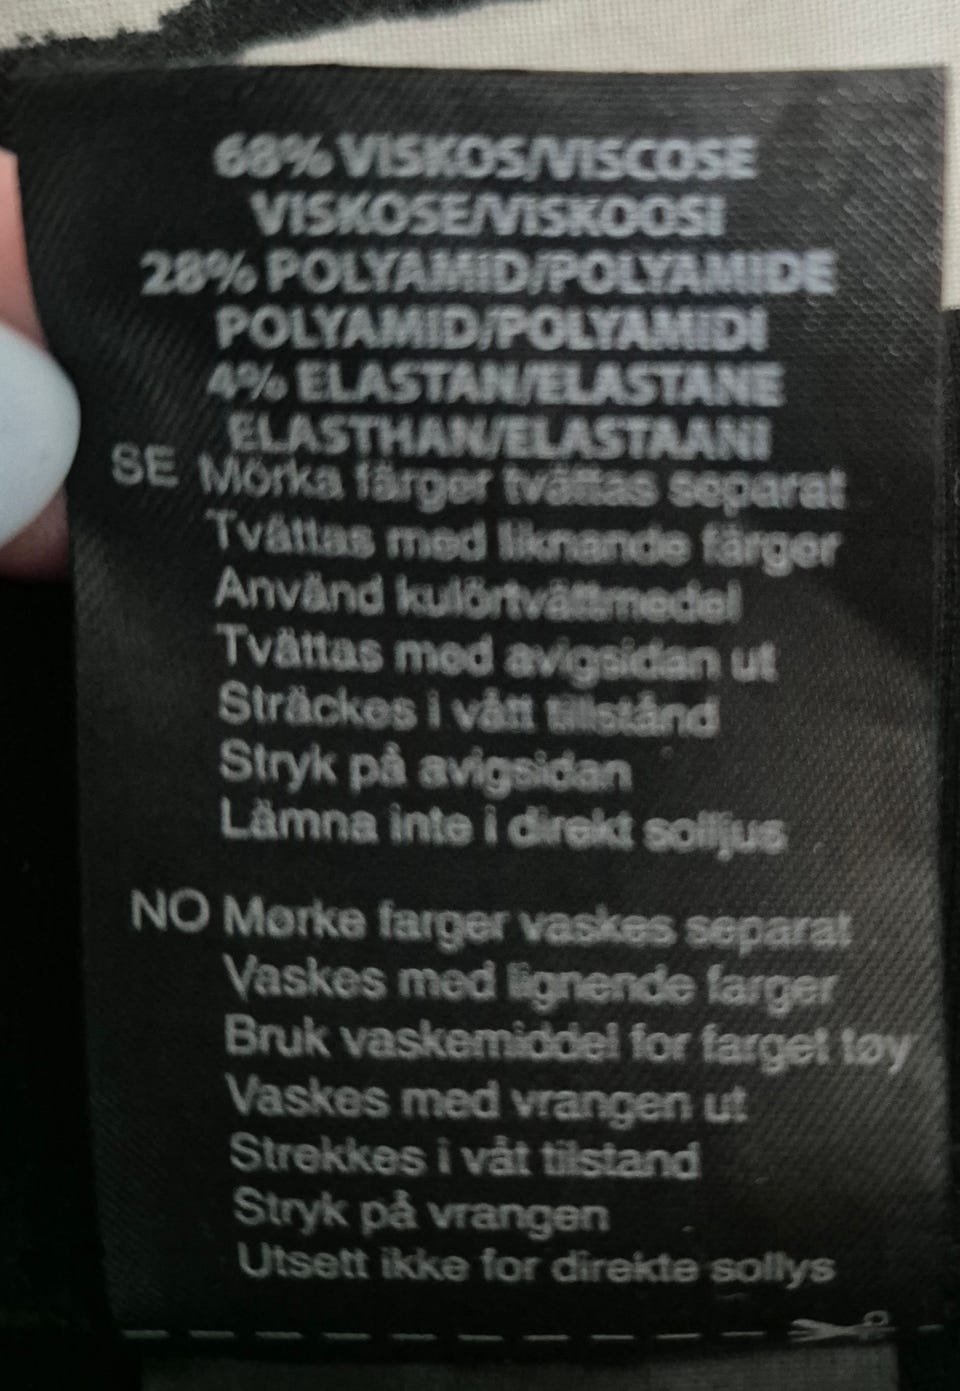 68% VISKOS/VISCOSE
VISKOSE/VISKOOSI
28% POLYAMID/POLYAMIDE
POLYAMID/POLYAMIDI
4% ELASTAN/ELASTANE
ELASTHAN/ELASTAANI
SE Mörka färger tvättas separat
Tvättas med liknande färger
Använd kulörtvättmedel
Tvättas med avigsidan ut
Sträckes i vått tillstånd
Stryk på avigsidan
Lämna inte i direkt solljus
NO Mørke farger vaskes separat
Vaskes med lignende farger
Bruk vaskemiddel for farget tøy
Vaskes med vrangen ut
Strekkes i våt tilstand
Stryk på vrangen
Utsett ikke for direkte sollys